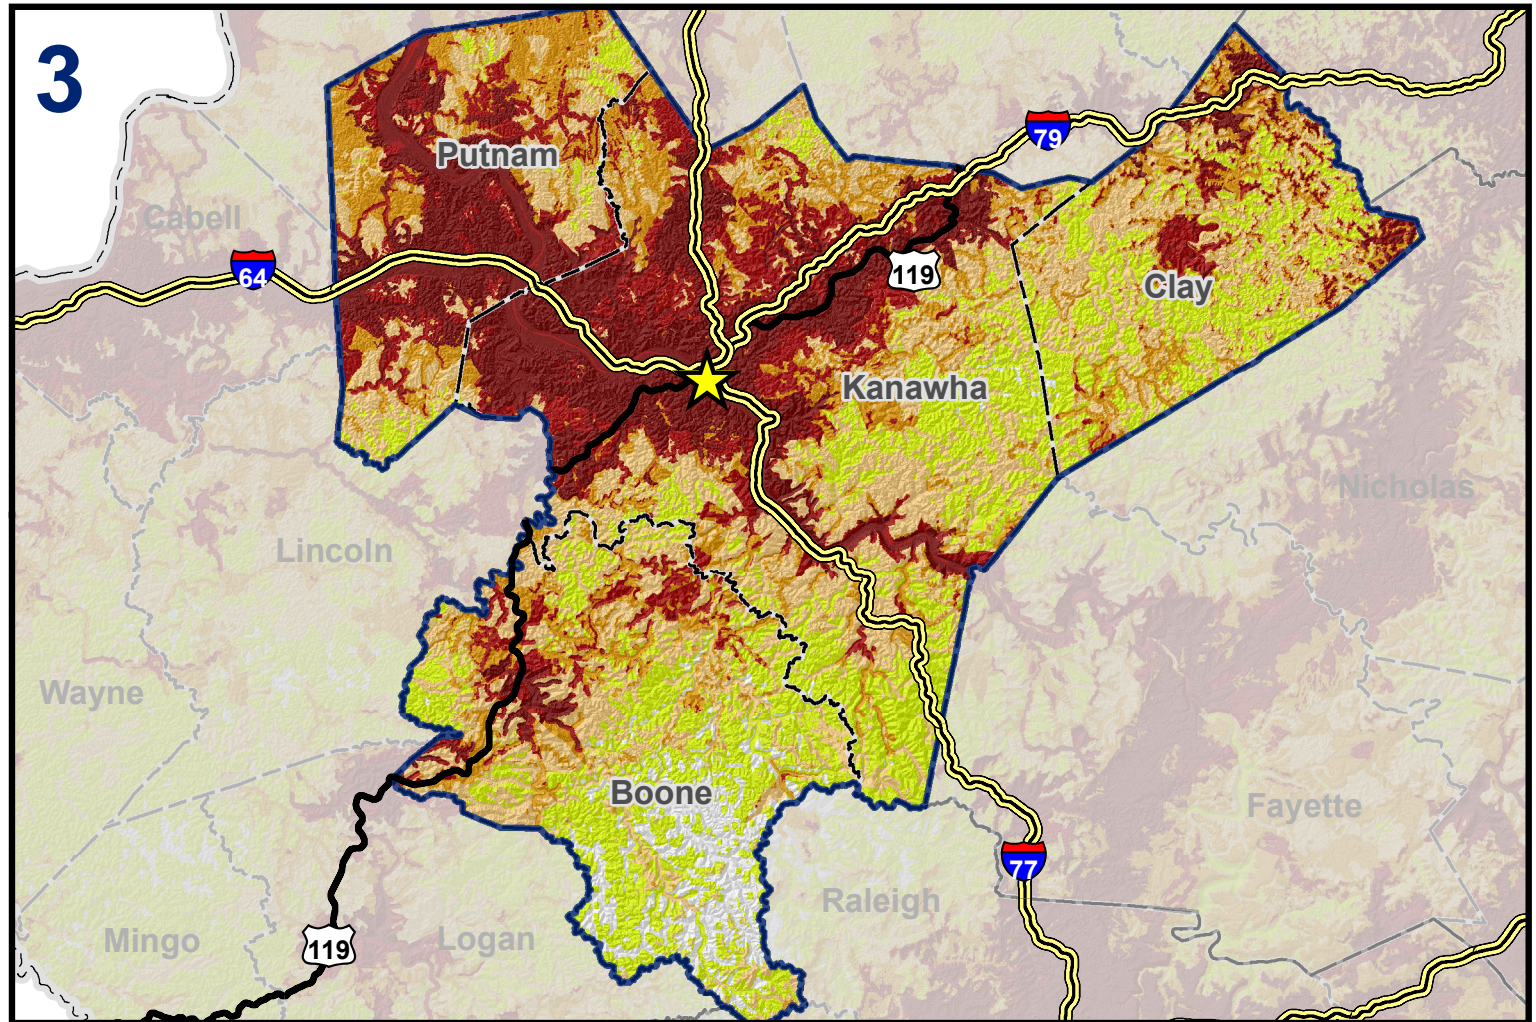 3
79
Putnam
Cabell
64
119
Clay
Kanawha
Nicholas
Lincoln
Wayne
Boone
Fayette
77
Raleigh
Mingo
119
Logan